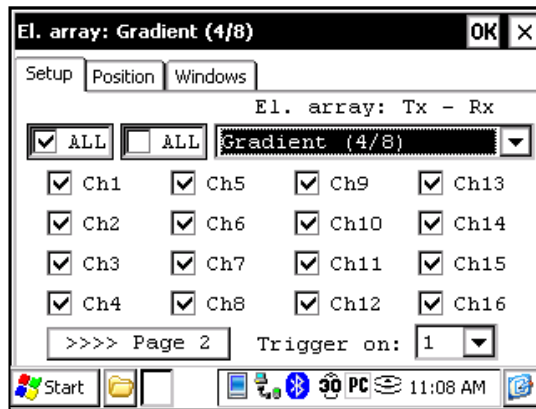 El. array: Gradient (4/8) OK ×
Setup Position Windows
El. array: Tx - Rx
ALL ALL Gradient (4/8)
Ch1 Ch5 Ch9 Ch13
Ch2 Ch6 Ch10 Ch14
Ch3 Ch7 Ch11 Ch15
Ch4 Ch8 Ch12 Ch16
>>>> Page 2 Trigger on: 1
Start PC 11:08 AM